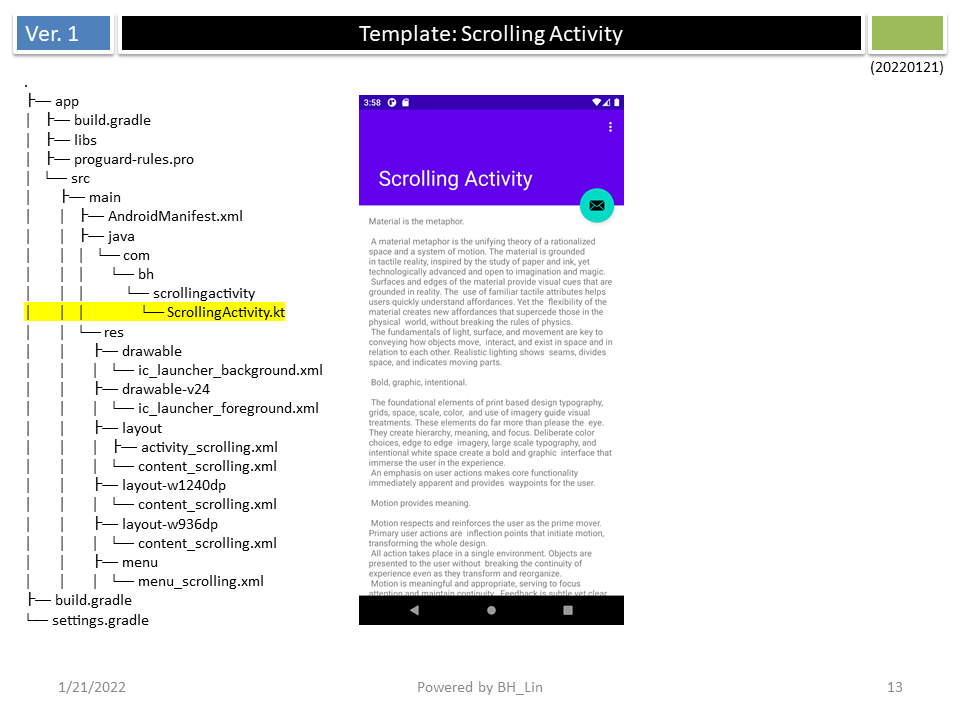 Ver. 1
Template: Scrolling Activity
(20220121)
.
├── app
│ ├── build.gradle
│ ├── libs
│ ├── proguard-rules.pro
│ └── src
│ ├── main
│ │ ├── AndroidManifest.xml
│ │ ├── java
│ │ │ └── com
│ │ │ └── bh
│ │ │ └── scrollingactivity
│ │ │ └── ScrollingActivity.kt
│ │ └── res
│ │ ├── drawable
│ │ │ └── ic_launcher_background.xml
│ │ ├── drawable-v24
│ │ │ └── ic_launcher_foreground.xml
│ │ ├── layout
│ │ │ ├── activity_scrolling.xml
│ │ │ └── content_scrolling.xml
│ │ ├── layout-w1240dp
│ │ │ └── content_scrolling.xml
│ │ ├── layout-w936dp
│ │ │ └── content_scrolling.xml
│ │ ├── menu
│ │ │ └── menu_scrolling.xml
├── build.gradle
└── settings.gradle
3:58
Scrolling Activity
Material is the metaphor.
A material metaphor is the unifying theory of a rationalized
space and a system of motion. The material is grounded
in tactile reality, inspired by the study of paper and ink, yet
technologically advanced and open to imagination and magic.
Surfaces and edges of the material provide visual cues that are
grounded in reality. The use of familiar tactile attributes helps
users quickly understand affordances. Yet the flexibility of the
material creates new affordances that supercede those in the
physical world, without breaking the rules of physics.
The fundamentals of light, surface, and movement are key to
conveying how objects move, interact, and exist in space and in
relation to each other. Realistic lighting shows seams, divides
space, and indicates moving parts.
Bold, graphic, intentional.
The foundational elements of print based design typography,
grids, space, scale, color, and use of imagery guide visual
treatments. These elements do far more than please the eye.
They create hierarchy, meaning, and focus. Deliberate color
choices, edge to edge imagery, large scale typography, and
intentional white space create a bold and graphic interface that
immerse the user in the experience.
An emphasis on user actions makes core functionality
immediately apparent and provides waypoints for the user.
Motion provides meaning.
Motion respects and reinforces the user as the prime mover.
Primary user actions are inflection points that initiate motion,
transforming the whole design.
All action takes place in a single environment. Objects are
presented to the user without breaking the continuity of
experience even as they transform and reorganize.
Motion is meaningful and appropriate, serving to focus
attention and maintain continuity. Feedback is subtle yet clear.
1/21/2022
Powered by BH_Lin
13